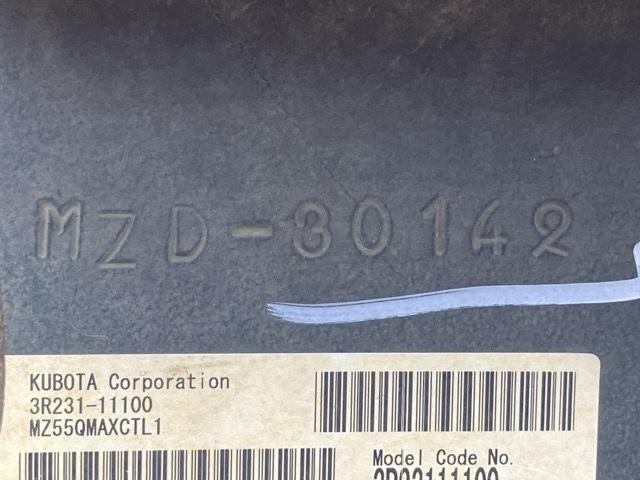 MZD-30142
KUBOTA Corporation
3R231-11100
MZ55QMAXCTL1
Model Code No.